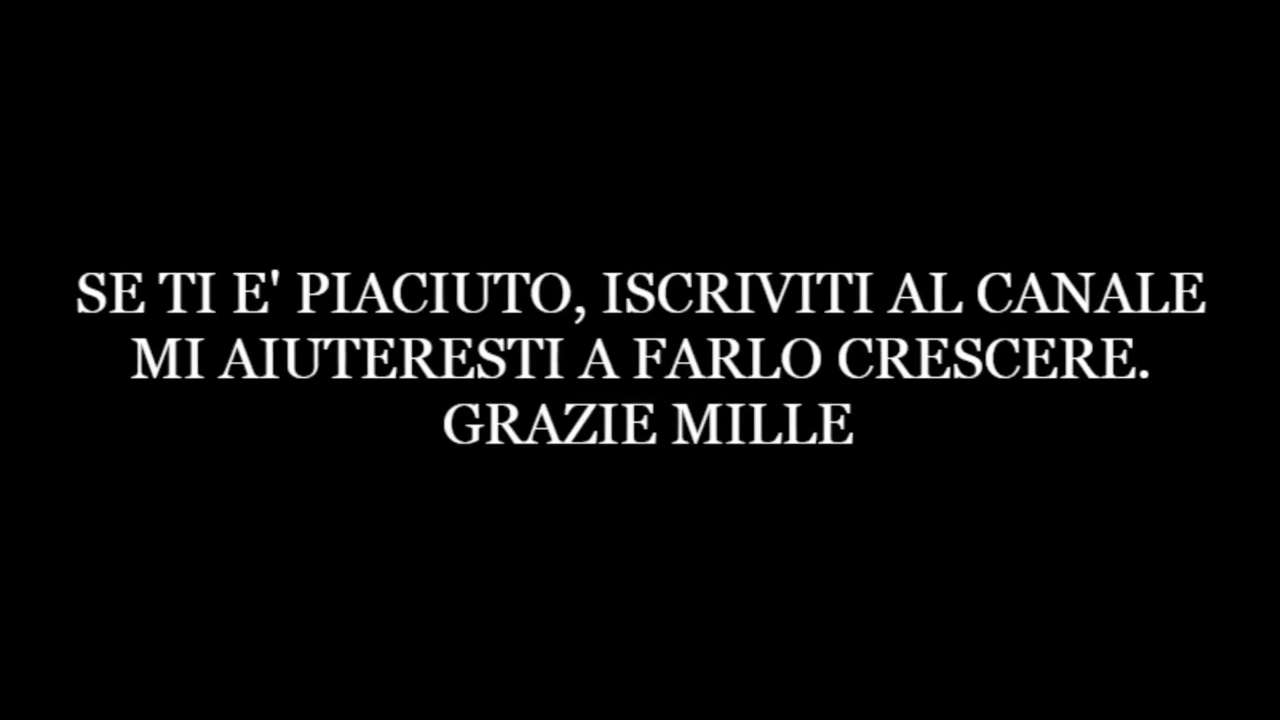 SE TI E' PIACIUTO, ISCRIVITI AL CANALE
MI AIUTERESTI A FARLO CRESCERE.
GRAZIE MILLE